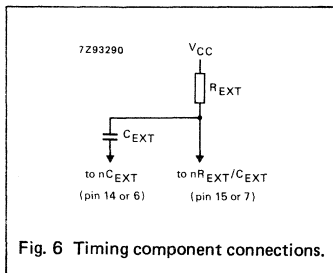 7Z93290
VCC
REXT
CEXT
to nCEXT
to nREXT/CEXT
(pin 14 or 6)
(pin 15 or 7)
Fig. 6 Timing component connections.